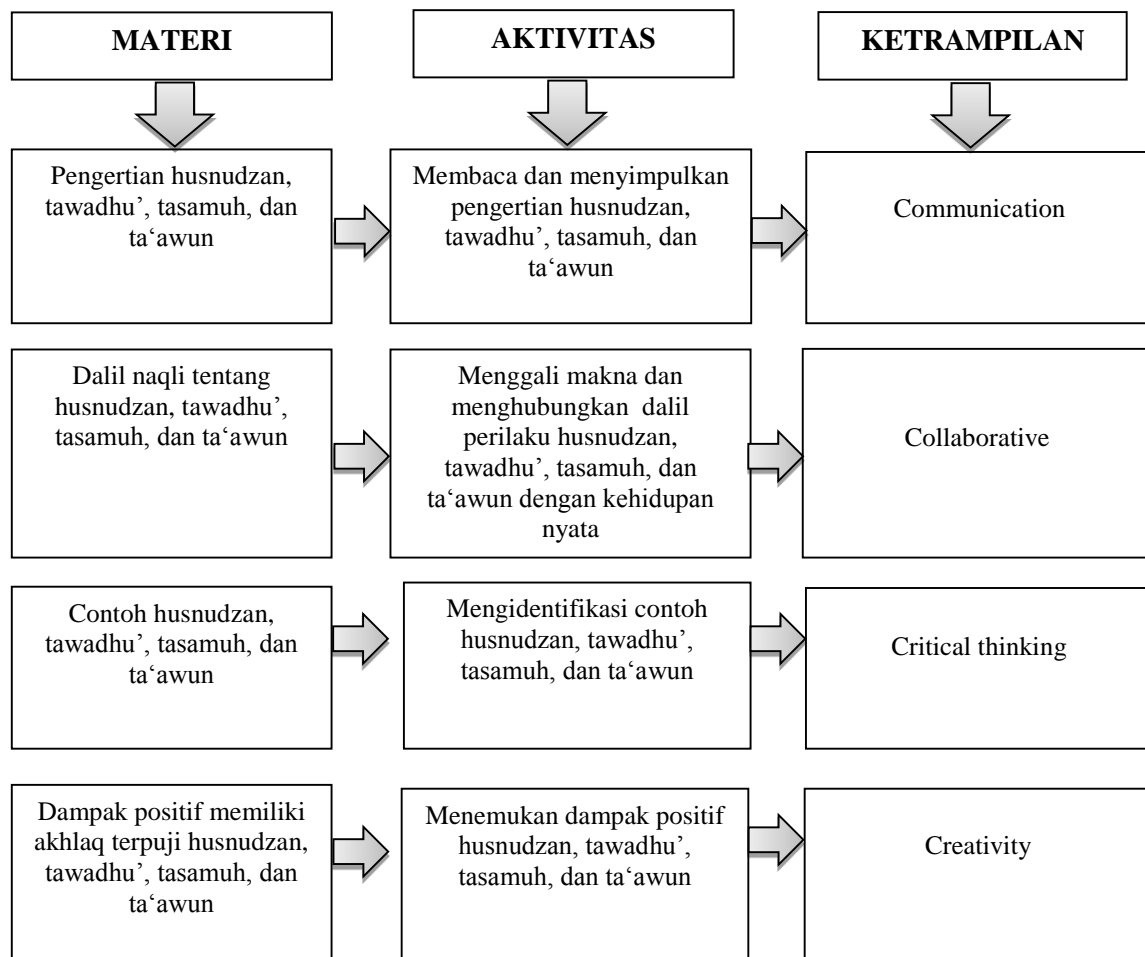 MATERI
AKTIVITAS
KETRAMPILAN
Pengertian husnudzan,
tawadhu’, tasamuh, dan
ta‘awun
Membaca dan menyimpulkan
pengertian husnudzan,
tawadhu’, tasamuh, dan
ta‘awun
Communication
Dalil naqli tentang
husnudzan, tawadhu’,
tasamuh, dan ta‘awun
Menggali makna dan
menghubungkan dalil
perilaku husnudzan,
tawadhu’, tasamuh, dan
ta‘awun dengan kehidupan
nyata
Collaborative
Contoh husnudzan,
tawadhu’, tasamuh, dan
ta‘awun
Mengidentifikasi contoh
husnudzan, tawadhu’,
tasamuh, dan ta‘awun
Critical thinking
Dampak positif memiliki
akhlaq terpuji husnudzan,
tawadhu’, tasamuh, dan
ta‘awun
Menemukan dampak positif
husnudzan, tawadhu’,
tasamuh, dan ta‘awun
Creativity